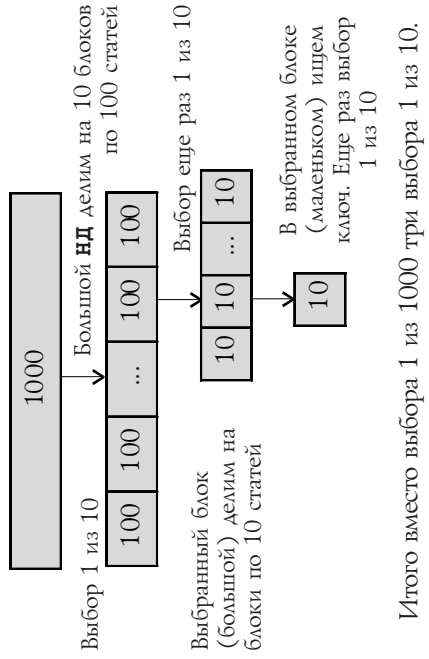 1000
Выбор 1 из 10
Большой НД делим на 10 блоков
по 100 статей
100 100 ... 100 100
Выбранный блок
(большой) делим на
блоки по 10 статей
Выбор еще раз 1 из 10
10 10 ... 10
10
В выбранном блоке
(маленьком) ищем
ключ. Еще раз выбор
1 из 10
Итого вместо выбора 1 из 1000 три выбора 1 из 10.